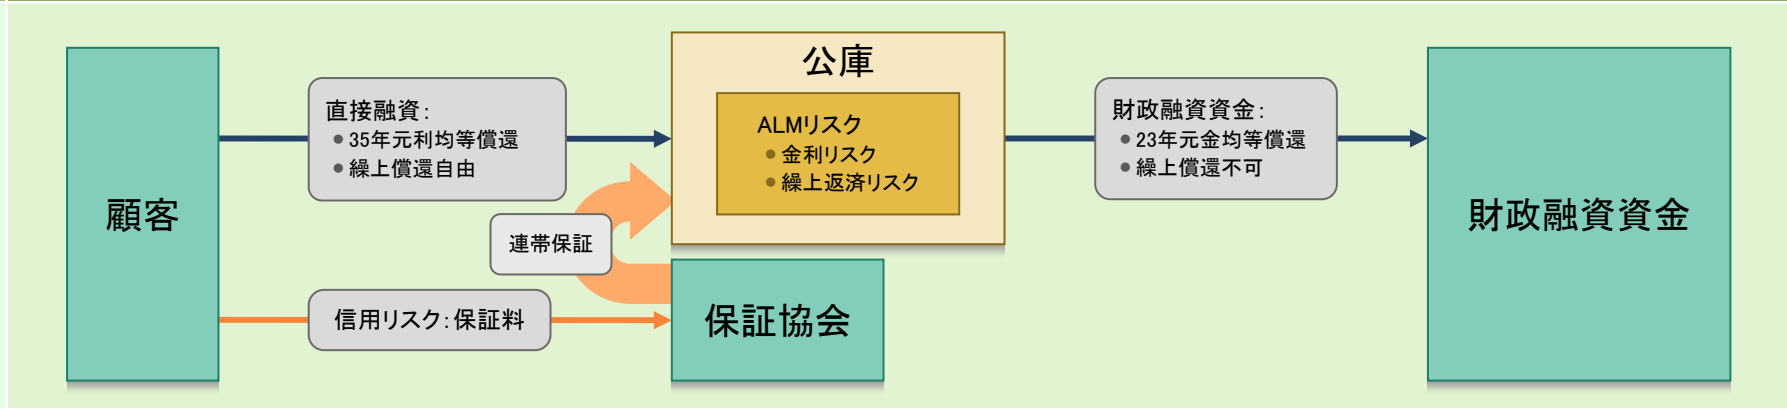 顧客
直接融資：
● 35年元利均等償還
● 繰上償還自由
公庫
ALMリスク
● 金利リスク
● 繰上返済リスク
財政融資資金：
● 23年元金均等償還
● 繰上償還不可
財政融資資金
連帯保証
信用リスク：保証料
保証協会